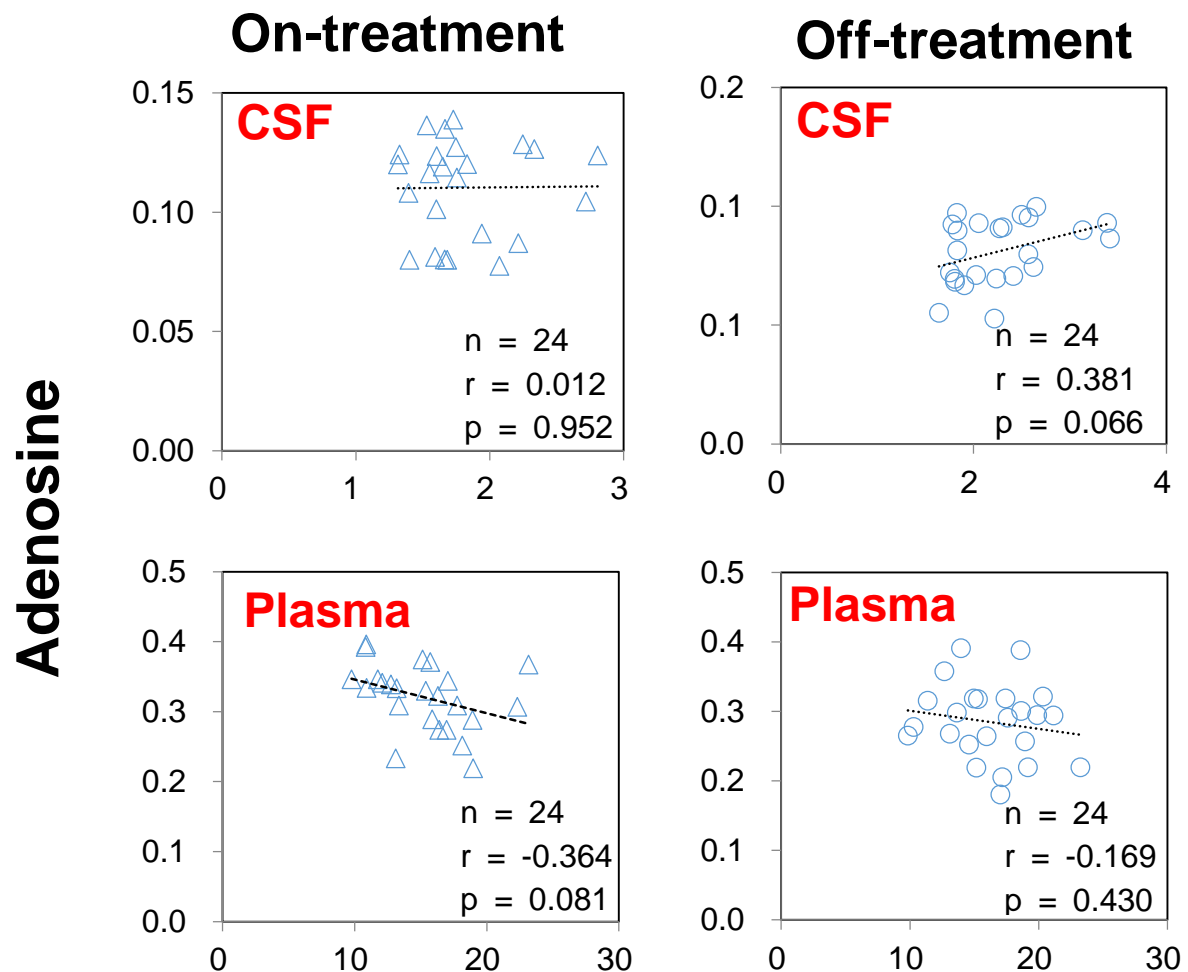 On-treatment
Off-treatment
Adenosine
0.15
0.10
0.05
0.00
CSF
n = 24
r = 0.012
p = 0.952
0 1 2 3
0.2
0.1
0.1
0.0
CSF
n = 24
r = 0.381
p = 0.066
0 2 4
0.5
0.4
0.3
0.2
0.1
0.0
Plasma
n = 24
r = -0.364
p = 0.081
0 10 20 30
0.5
0.4
0.3
0.2
0.1
0.0
Plasma
n = 24
r = -0.169
p = 0.430
0 10 20 30